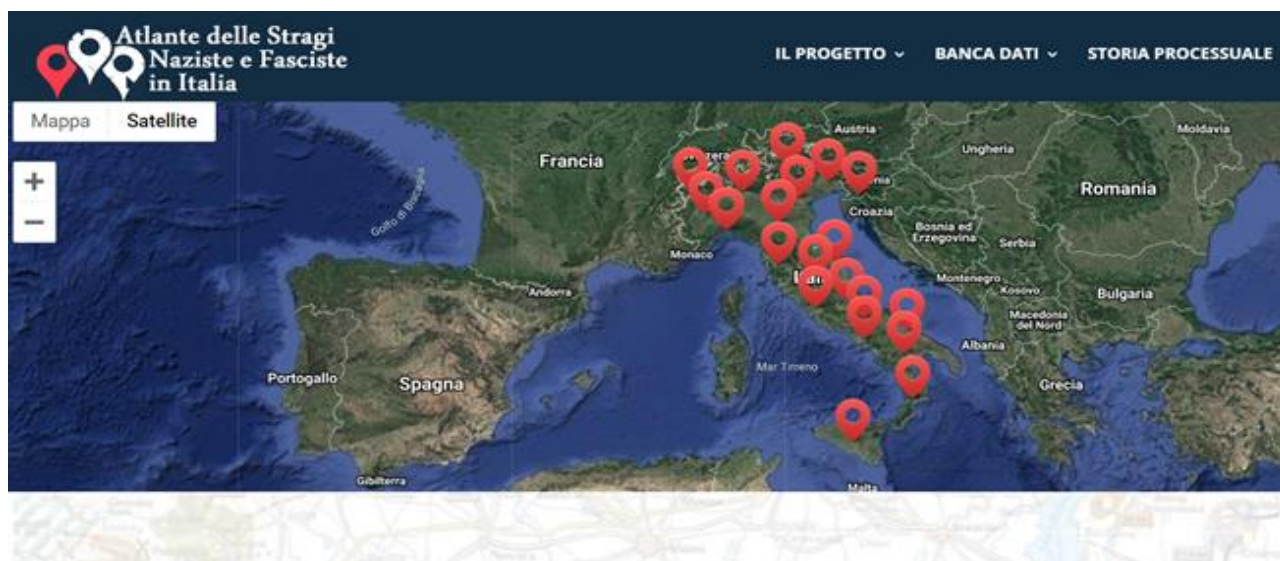 Atlante delle Stragi
Naziste e Fasciste
in Italia
IL PROGETTO
BANCA DATI
STORIA PROCESSUALE
Mappa
Satellite
+
−
Francia
Austria
Ungheria
Moldavia
Romania
Golfo di Biscaglia
Croazia
Bosnia ed
Erzegovina
Serbia
Monaco
Andorra
Montenegro
Kosovo
Bulgaria
Macedonia
del Nord
Albania
Mar Tirreno
Portogallo
Spagna
Grecia
Gibilterra
Malta